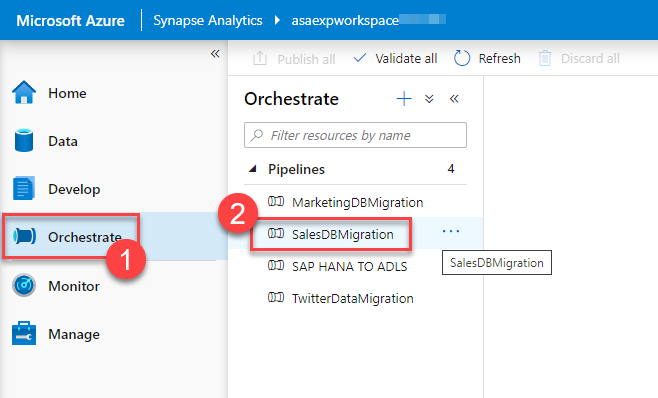 Microsoft Azure Synapse Analytics asaexpworkspace
Publish all Validate all Refresh Discard all
Home
Data
Develop
Orchestrate
1
Monitor
Manage
Orchestrate
Filter resources by name
Pipelines 4
MarketingDBMigration
2
SalesDBMigration ...
SalesDBMigration
SAP HANA TO ADLS
TwitterDataMigration